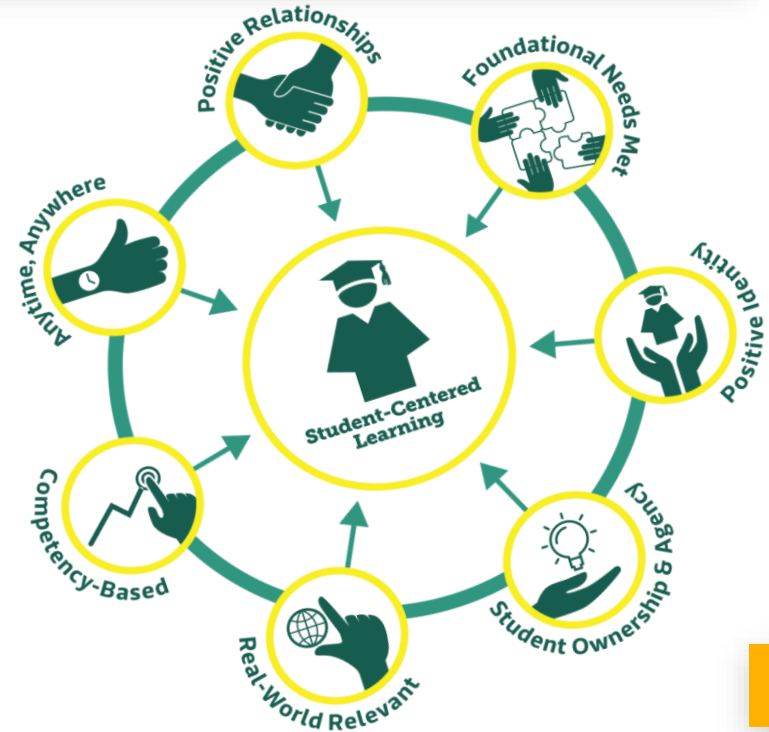 Positive Relationships
Foundational Needs Met
Positive Identity
Student Ownership & Agency
Real-World Relevant
Competency-Based
Anytime, Anywhere
Student-Centered
Learning